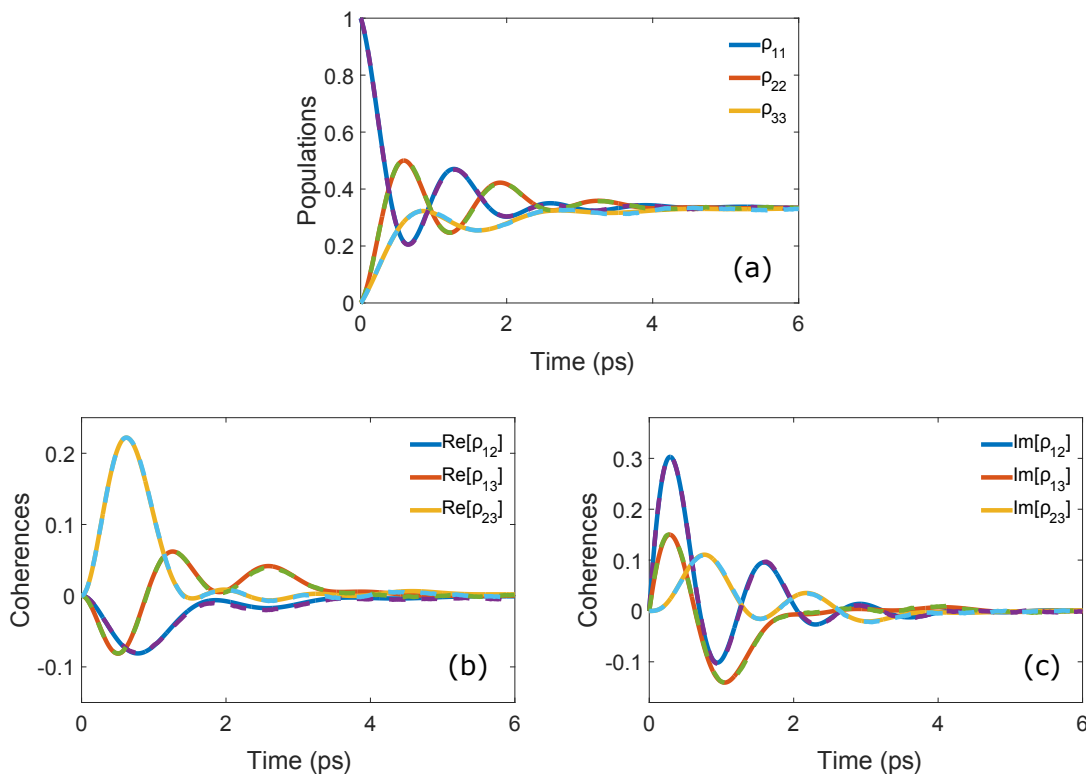 1
0.8
0.6
0.4
0.2
0
Populations
ρ11
ρ22
ρ33
(a)
0 2 4 6
Time (ps)
0.2
0.1
0
-0.1
Coherences
Re[ρ12]
Re[ρ13]
Re[ρ23]
(b)
0 2 4 6
Time (ps)
0.3
0.2
0.1
0
-0.1
Coherences
Im[ρ12]
Im[ρ13]
Im[ρ23]
(c)
0 2 4 6
Time (ps)